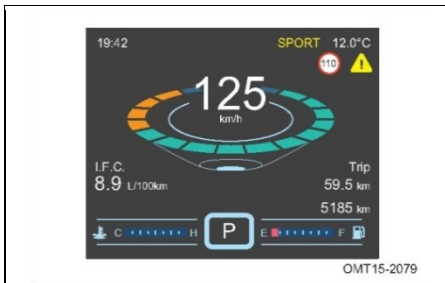 19:42 SPORT 12.0°C
110
125
km/h
I.F.C. Trip
8.9 L/100km 59.5 km
5185 km
C H P E F
OMT15-2079